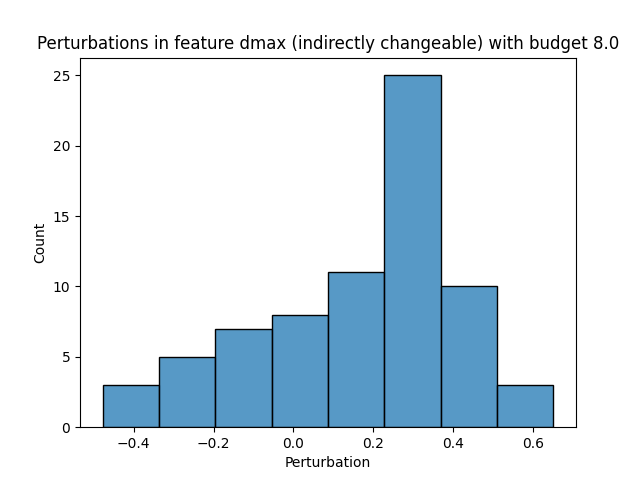 Perturbations in feature dmax (indirectly changeable) with budget 8.0
25
20
15
10
5
0
Count
−0.4 −0.2 0.0 0.2 0.4 0.6
Perturbation